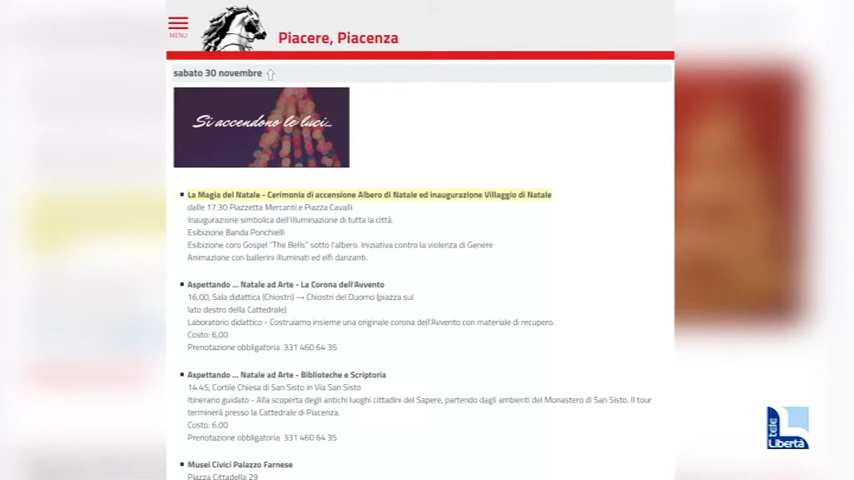 MENU
Piacere, Piacenza
sabato 30 novembre
Si accendono le luci...
La Magia del Natale - Cerimonia di accensione Albero di Natale ed inaugurazione Villaggio di Natale
dalle 17.30 Piazzetta Mercanti e Piazza Cavalli
Inaugurazione simbolica dell'Illuminazione di tutta la città.
Esibizione Banda Ponchielli
Esibizione coro Gospel "The Bells" sotto l'albero. Iniziativa contro la violenza di Genere
Animazione con ballerini illuminati ed elfi danzanti.
Aspettando ... Natale ad Arte - La Corona dell'Avvento
16,00, Sala didattica (Chiostri) → Chiostri del Duomo (piazza sul
lato destro della Cattedrale)
Laboratorio didattico - Costruiamo insieme una originale corona dell'Avvento con materiale di recupero.
Costo: 6,00
Prenotazione obbligatoria 331 460 64 35
Aspettando ... Natale ad Arte - Biblioteche e Scriptoria
14.45, Cortile Chiesa di San Sisto in Via San Sisto
Itinerario guidato - Alla scoperta degli antichi luoghi cittadini del Sapere, partendo dagli ambienti del Monastero di San Sisto. Il tour
terminerà presso la Cattedrale di Piacenza.
Costo: 6,00
Prenotazione obbligatoria 331 460 64 35
Musei Civici Palazzo Farnese
Piazza Cittadella 29
tele
Libertà